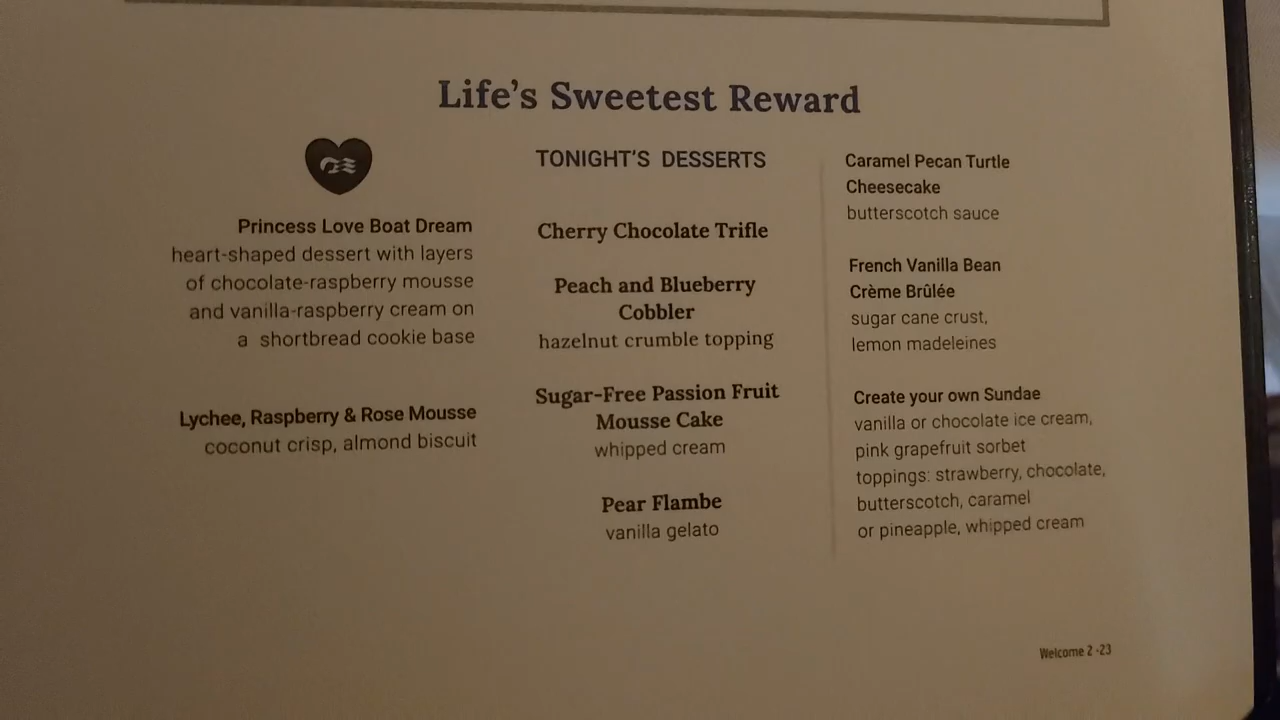 Life's Sweetest Reward
Princess Love Boat Dream
heart-shaped dessert with layers
of chocolate-raspberry mousse
and vanilla-raspberry cream on
a shortbread cookie base
Lychee, Raspberry & Rose Mousse
coconut crisp, almond biscuit
TONIGHT'S DESSERTS
Cherry Chocolate Trifle
Peach and Blueberry
Cobbler
hazelnut crumble topping
Sugar-Free Passion Fruit
Mousse Cake
whipped cream
Pear Flambe
vanilla gelato
Caramel Pecan Turtle
Cheesecake
butterscotch sauce
French Vanilla Bean
Crème Brûlée
sugar cane crust,
lemon madeleines
Create your own Sundae
vanilla or chocolate ice cream,
pink grapefruit sorbet
toppings: strawberry, chocolate,
butterscotch, caramel
or pineapple, whipped cream
Welcome 2 -23